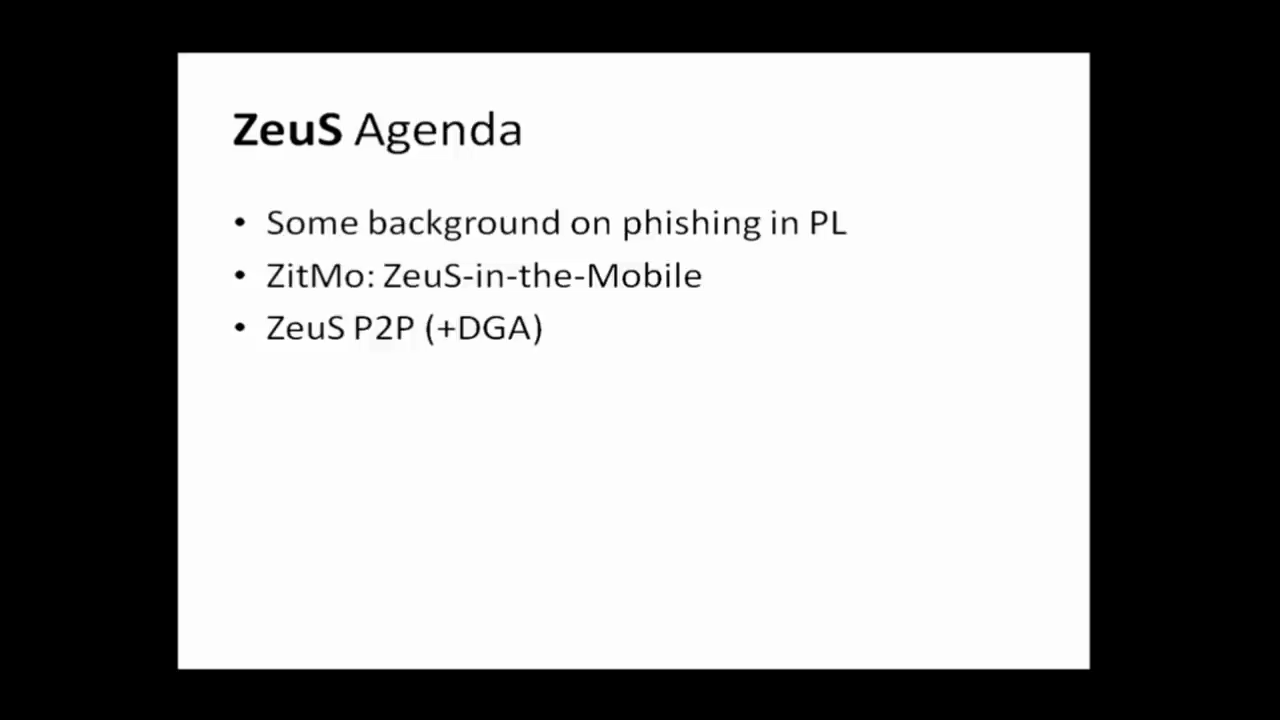 ZeuS Agenda
• Some background on phishing in PL
• ZitMo: ZeuS-in-the-Mobile
• ZeuS P2P (+DGA)